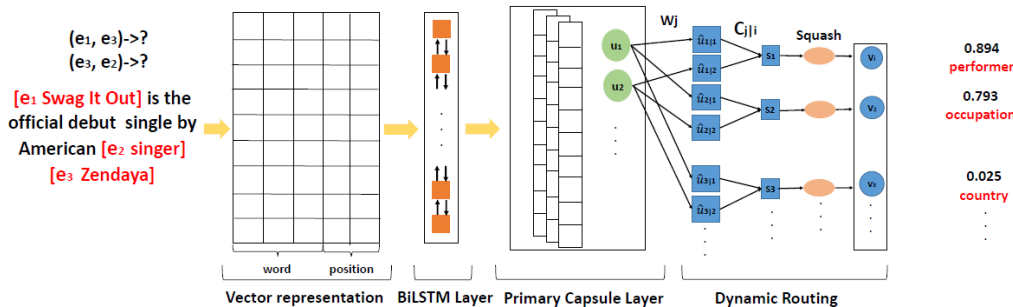 (e1, e3)->?
(e3, e2)->?
[e1 Swag It Out] is the
official debut single by
American [e2 singer]
[e3 Zendaya]
word
position
Vector representation
BiLSTM Layer
u1
u2
Primary Capsule Layer
Wj
Cj|i
Squash
û1|1
û1|2
û2|1
û2|2
û3|1
û3|2
S1
S2
S3
V1
V2
V3
Dynamic Routing
0.894
performer
0.793
occupation
0.025
country